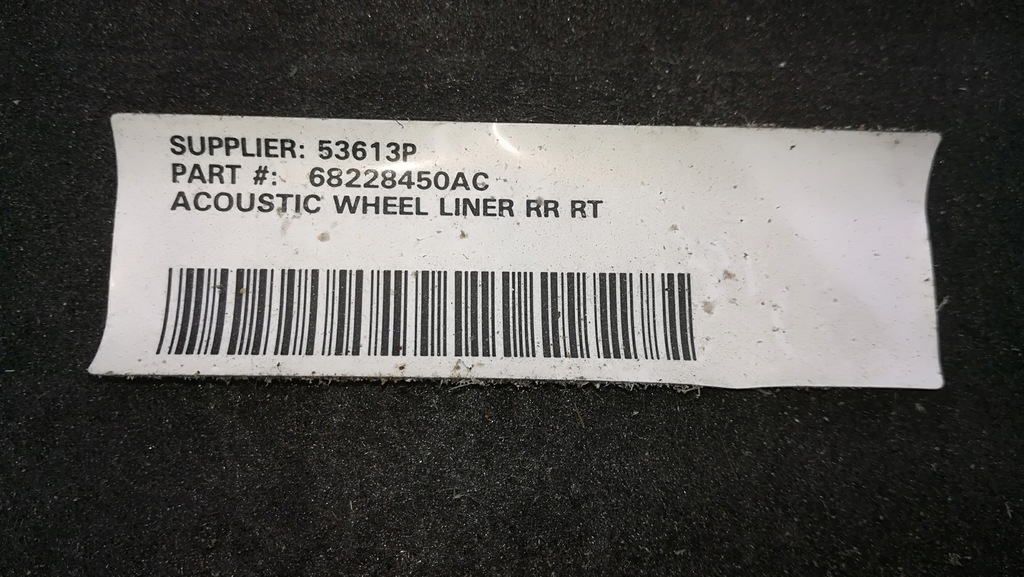 SUPPLIER: 53613P
PART #: 68228450AC
ACOUSTIC WHEEL LINER RR RT